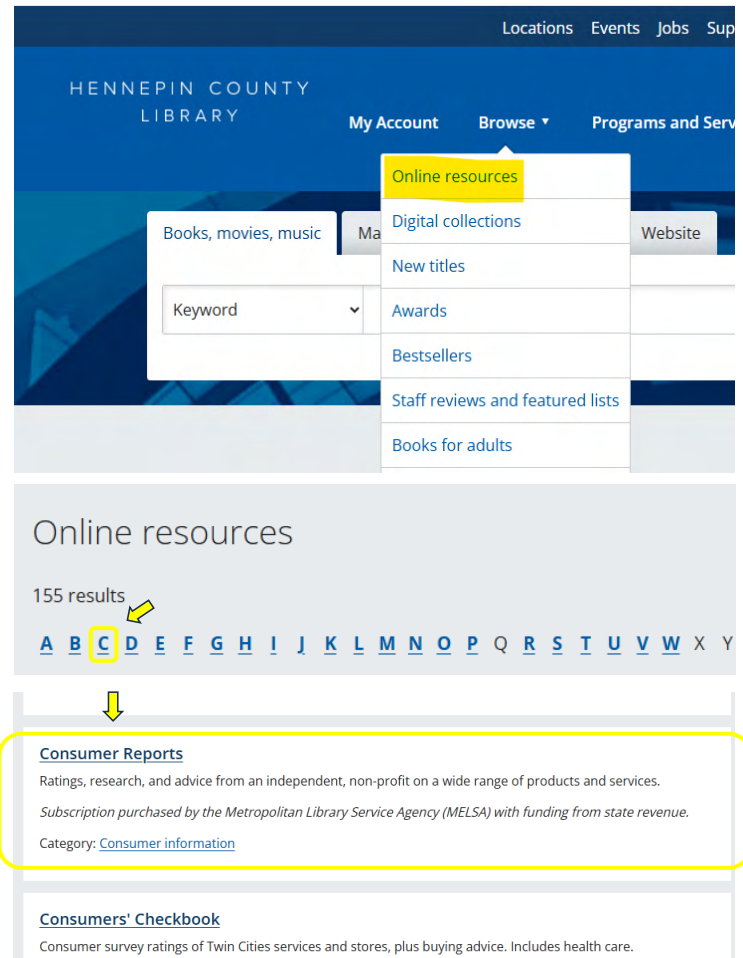 Locations Events Jobs
HENNEPIN COUNTY
LIBRARY
My Account Browse Programs and
Online resources
Digital collections
New titles
Awards
Bestsellers
Staff reviews and featured lists
Books for adults
Books, movies, music
Website
Keyword
Online resources
155 results
A B C D E F G H I J K L M N O P Q R S T U V W X Y
Consumer Reports
Ratings, research, and advice from an independent, non-profit on a wide range of products and services.
Subscription purchased by the Metropolitan Library Service Agency (MELSA) with funding from state revenue.
Category: Consumer information
Consumers' Checkbook
Consumer survey ratings of Twin Cities services and stores, plus buying advice. Includes health care.